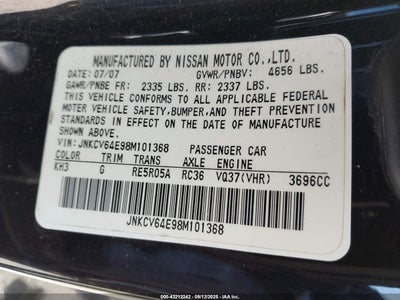 MANUFACTURED BY NISSAN MOTOR CO.,LTD.
DATE: 07/07 GVWR/PNBV: 4656 LBS.
GAWR/PNBE FR: 2335 LBS. RR: 2337 LBS.
THIS VEHICLE CONFORMS TO ALL APPLICABLE FEDERAL
MOTOR VEHICLE SAFETY,BUMPER,AND THEFT PREVENTION
STANDARDS IN EFFECT ON THE DATE OF MANUFACTURE
SHOWN ABOVE.
VIN: JNKCV64E98M101368 PASSENGER CAR
COLOR TRIM TRANS AXLE ENGINE
KH3 G RE5R05A RC36 VQ37(VHR) 3696CC
JNKCV64E98M101368
000-43212242 - 09/12/2025 - IAAI.COM